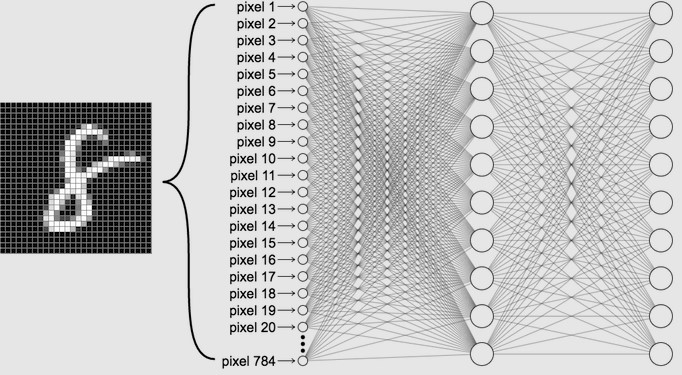 pixel 1
pixel 2
pixel 3
pixel 4
pixel 5
pixel 6
pixel 7
pixel 8
pixel 9
pixel 10
pixel 11
pixel 12
pixel 13
pixel 14
pixel 15
pixel 16
pixel 17
pixel 18
pixel 19
pixel 20
pixel 784